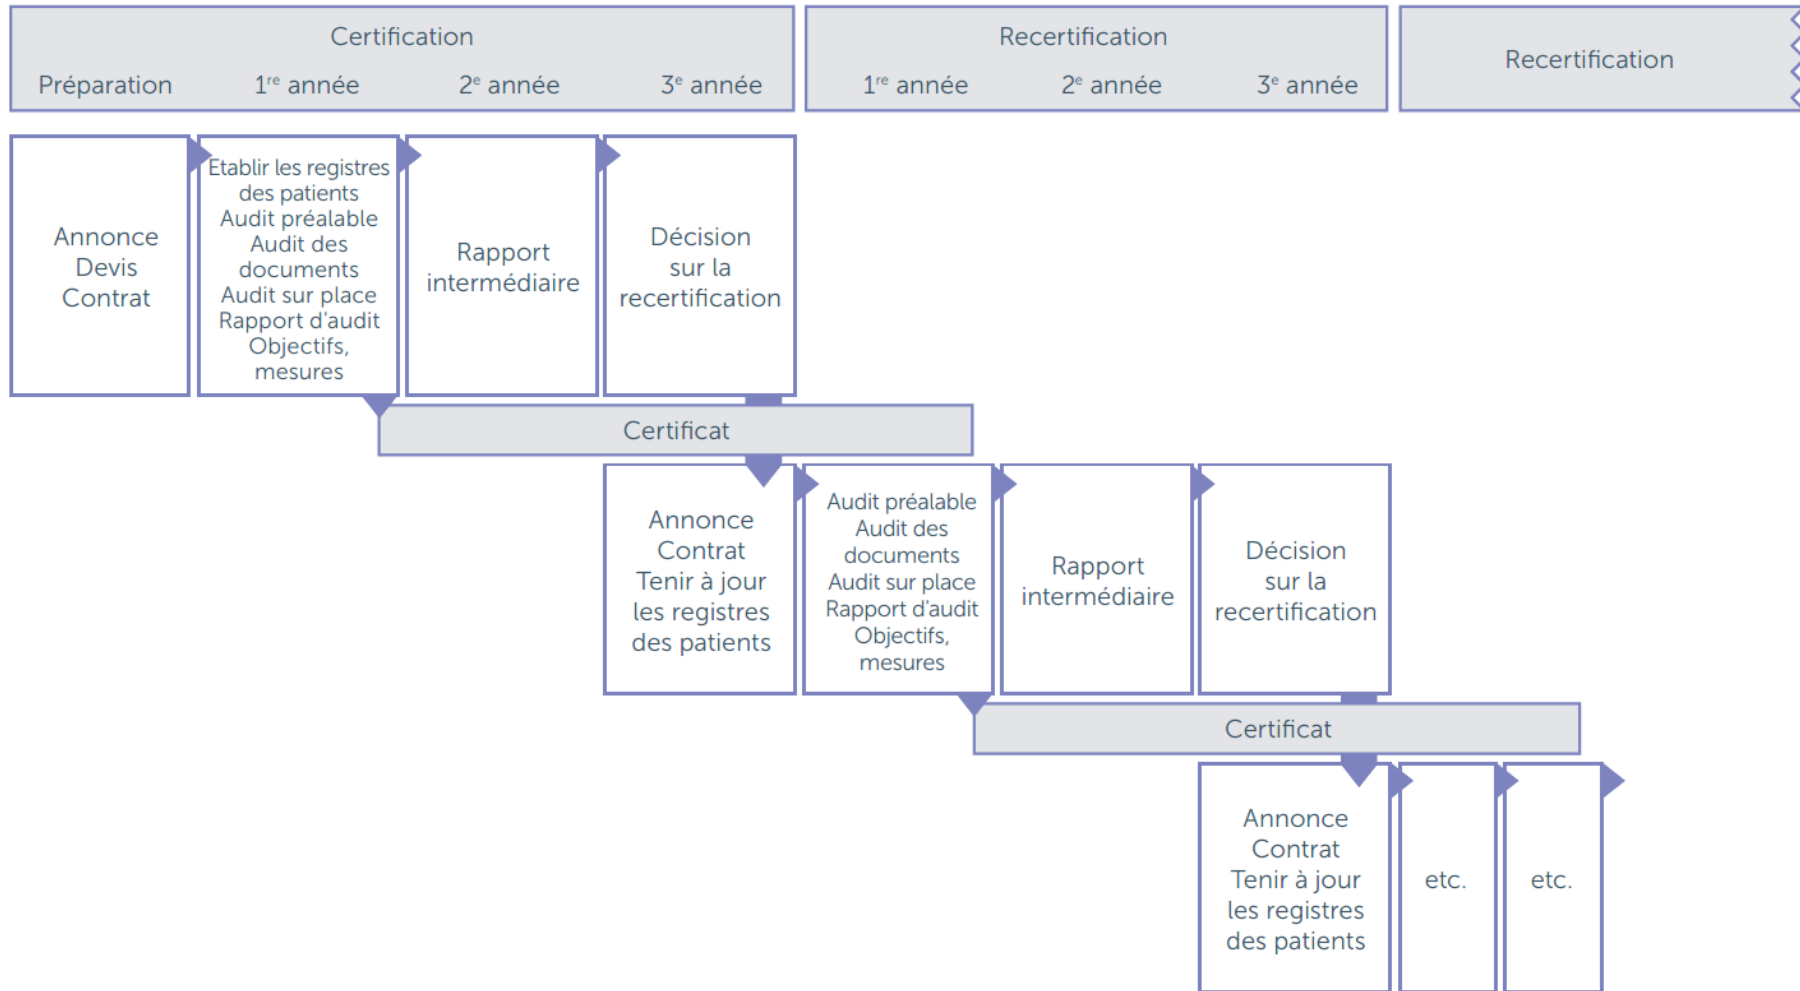 Certification
Préparation
1re année
2e année
3e année
Recertification
1re année
2e année
3e année
Recertification
Annonce
Devis
Contrat
Etablir les registres
des patients
Audit préalable
Audit des
documents
Audit sur place
Rapport d'audit
Objectifs,
mesures
Rapport
intermédiaire
Décision
sur la
recertification
Certificat
Annonce
Contrat
Tenir à jour
les registres
des patients
Audit préalable
Audit des
documents
Audit sur place
Rapport d'audit
Objectifs,
mesures
Rapport
intermédiaire
Décision
sur la
recertification
Certificat
Annonce
Contrat
Tenir à jour
les registres
des patients
etc.
etc.